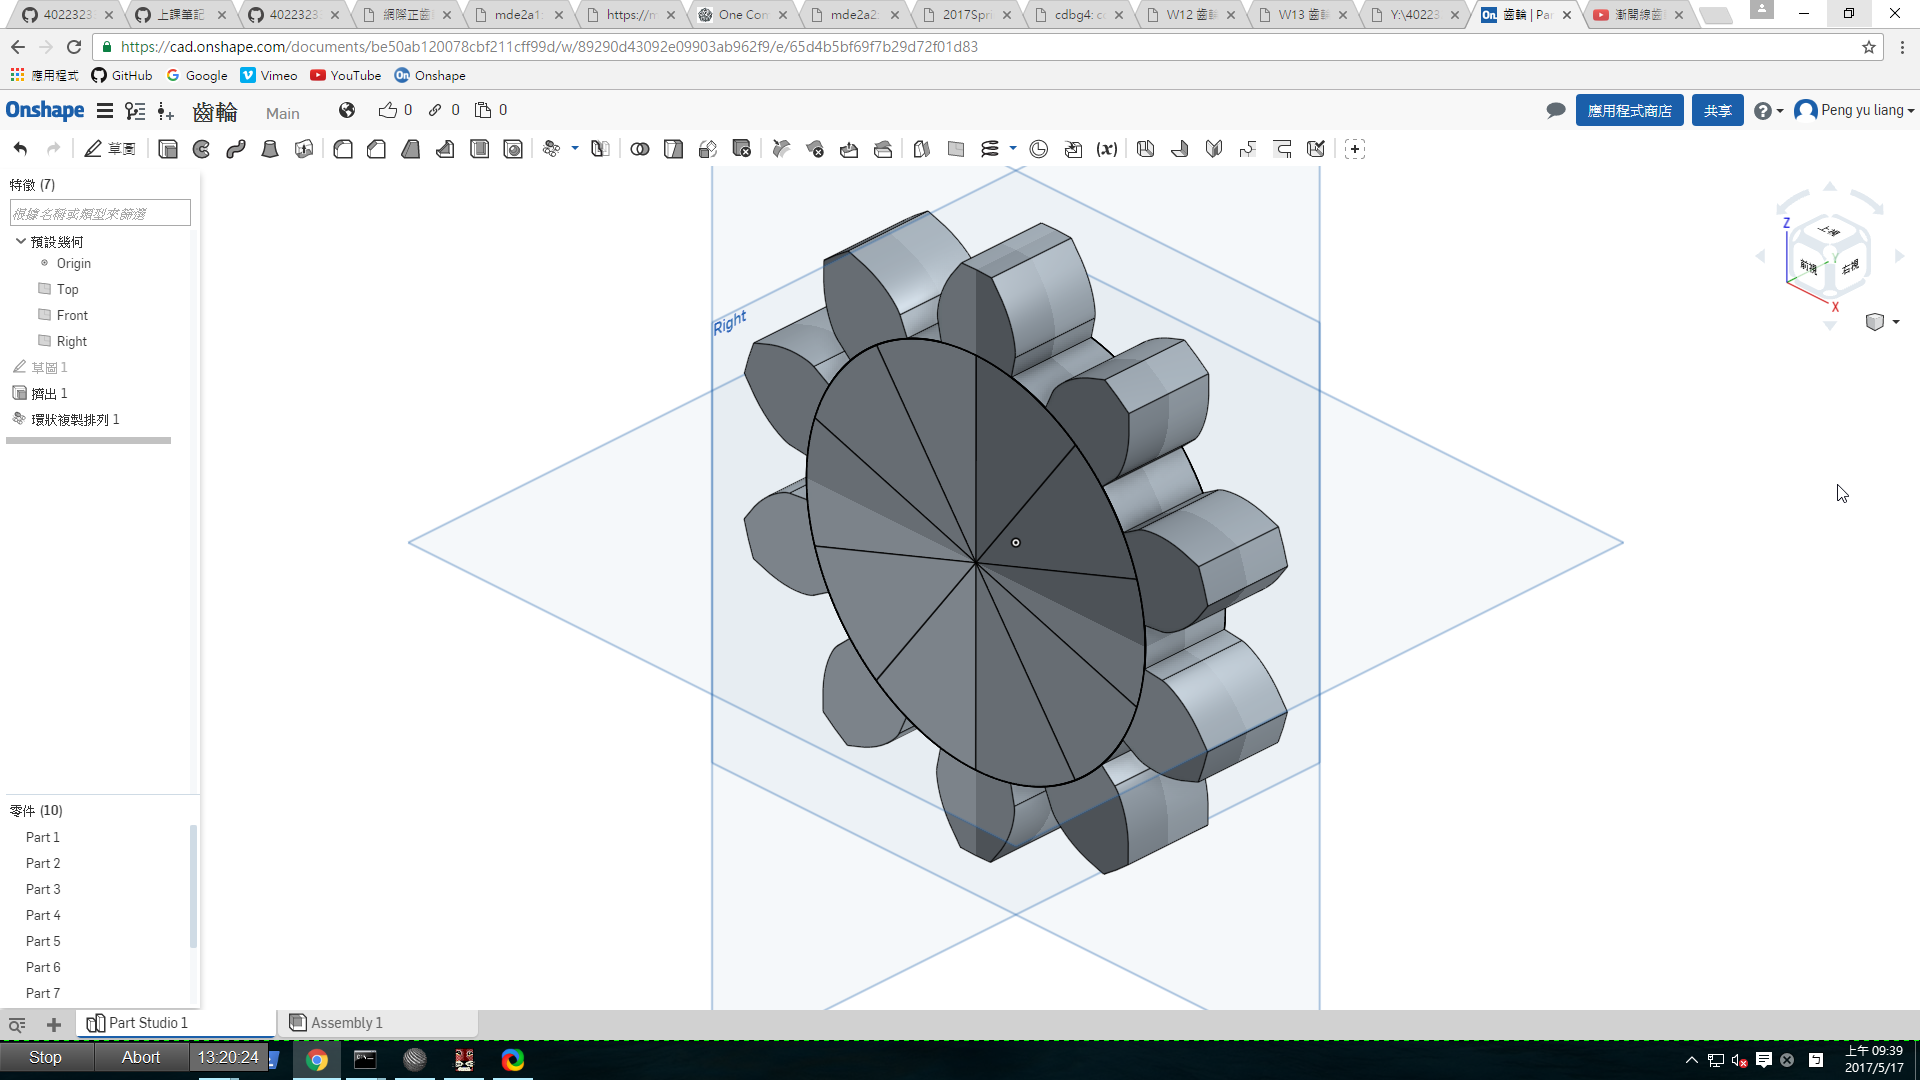 4022323
上課筆記
4022323
網際正齒
mde2a1
https://m
One Con
mde2a2
2017Spri
cdbg4: c
W12 齒
W13 齒
Y:\40223
齒輪 | Par
漸開線齒
https://cad.onshape.com/documents/be50ab120078cbf211cff99d/w/89290d43092e09903ab962f9/e/65d4b5bf69f7b29d72f01d83
應用程式 GitHub Google Vimeo YouTube Onshape
Onshape 齒輪 Main 0 0 0 應用程式商店 共享 Peng yu liang
草圖
特徵 (7)
根據名稱或類型來篩選
預設幾何
Origin
Top
Front
Right
草圖 1
擠出 1
環狀複製排列 1
Right
Z
上視
前視
右視
Y
X
零件 (10)
Part 1
Part 2
Part 3
Part 4
Part 5
Part 6
Part 7
Part Studio 1 Assembly 1
Stop Abort 13:20:24
上午 09:39
2017/5/17